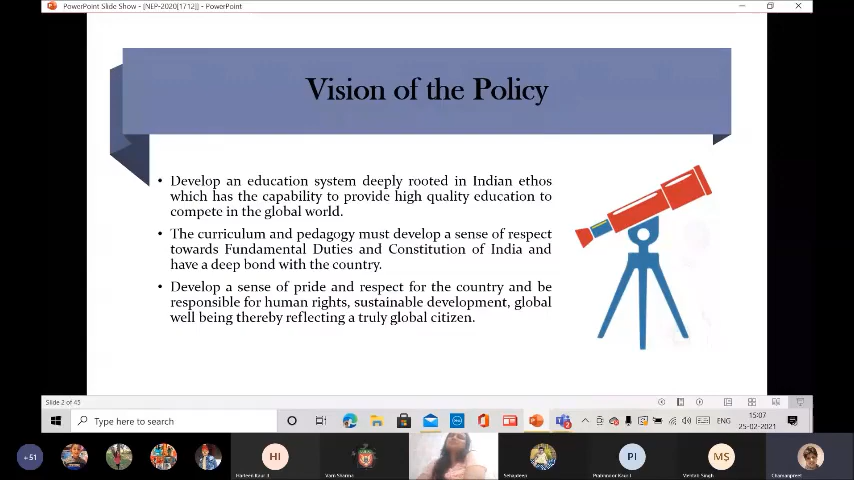 PowerPoint Slide Show - [NEP-2020[1712]] - PowerPoint
Vision of the Policy
• Develop an education system deeply rooted in Indian ethos
which has the capability to provide high quality education to
compete in the global world.
• The curriculum and pedagogy must develop a sense of respect
towards Fundamental Duties and Constitution of India and
have a deep bond with the country.
• Develop a sense of pride and respect for the country and be
responsible for human rights, sustainable development, global
well being thereby reflecting a truly global citizen.
Slide 2 of 45
Type here to search
ENG
15:07
25-02-2021
+51
HI
PI
MS
Varn Sharma
Sehajdeep
Chamanpreet